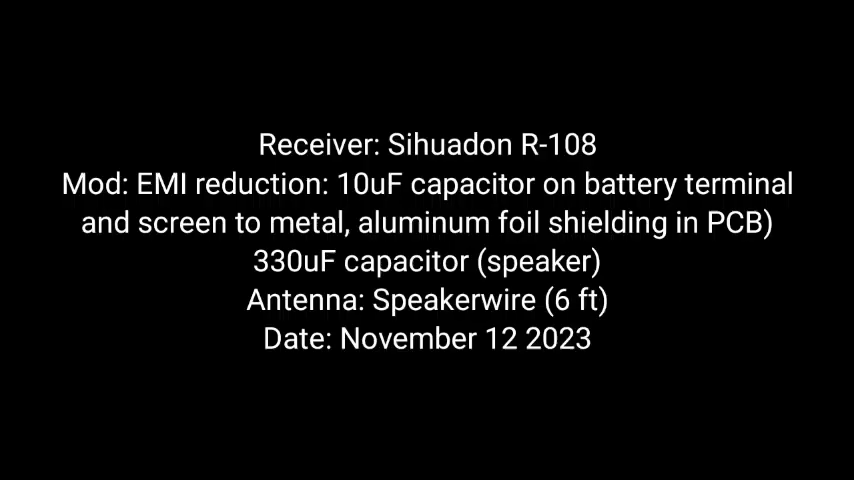 Receiver: Sihuadon R-108
Mod: EMI reduction: 10uF capacitor on battery terminal
and screen to metal, aluminum foil shielding in PCB)
330uF capacitor (speaker)
Antenna: Speakerwire (6 ft)
Date: November 12 2023